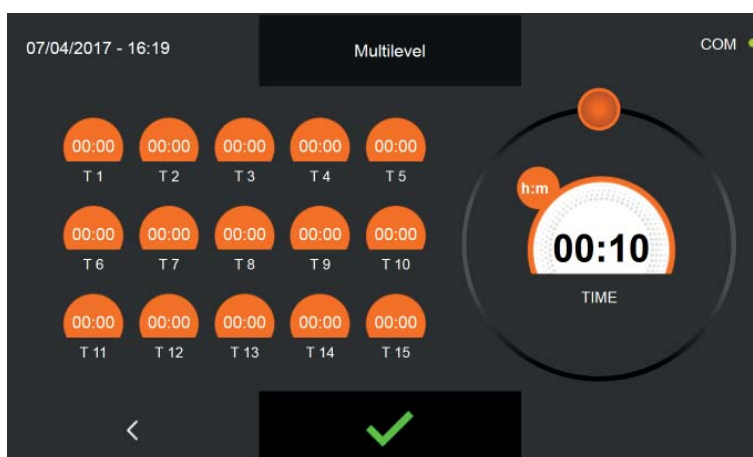 07/04/2017 - 16:19
Multilevel
COM
00:00 00:00 00:00 00:00 00:00
T 1 T 2 T 3 T 4 T 5
00:00 00:00 00:00 00:00 00:00
T 6 T 7 T 8 T 9 T 10
00:00 00:00 00:00 00:00 00:00
T 11 T 12 T 13 T 14 T 15
h:m
00:10
TIME